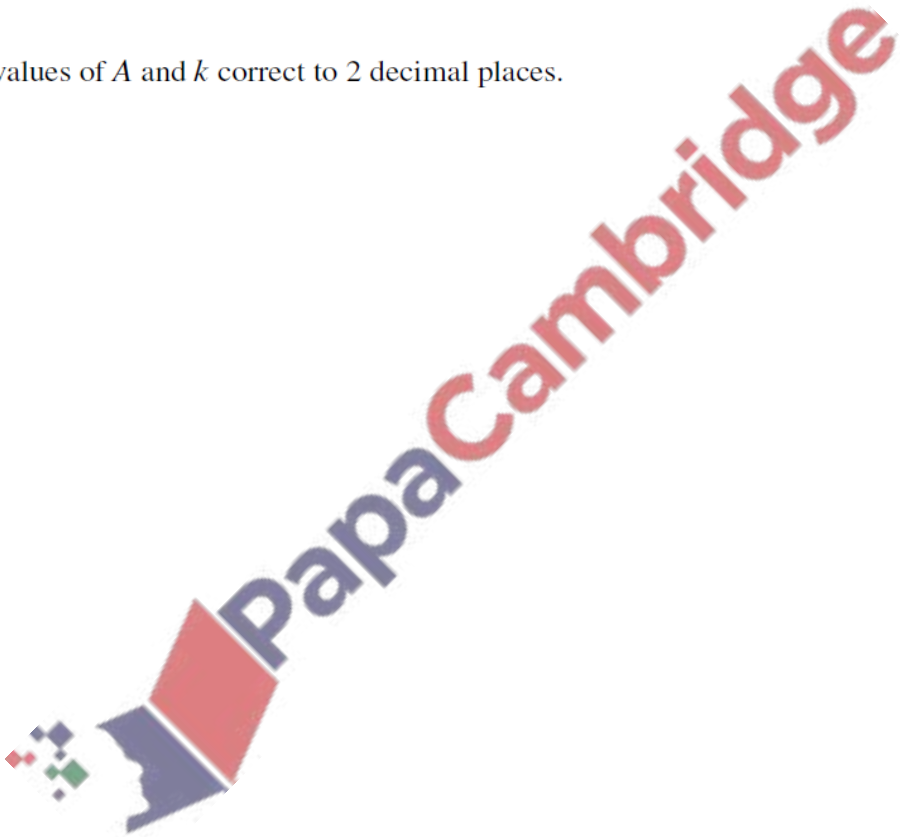 values of A and k correct to 2 decimal places.
PapaCambridge